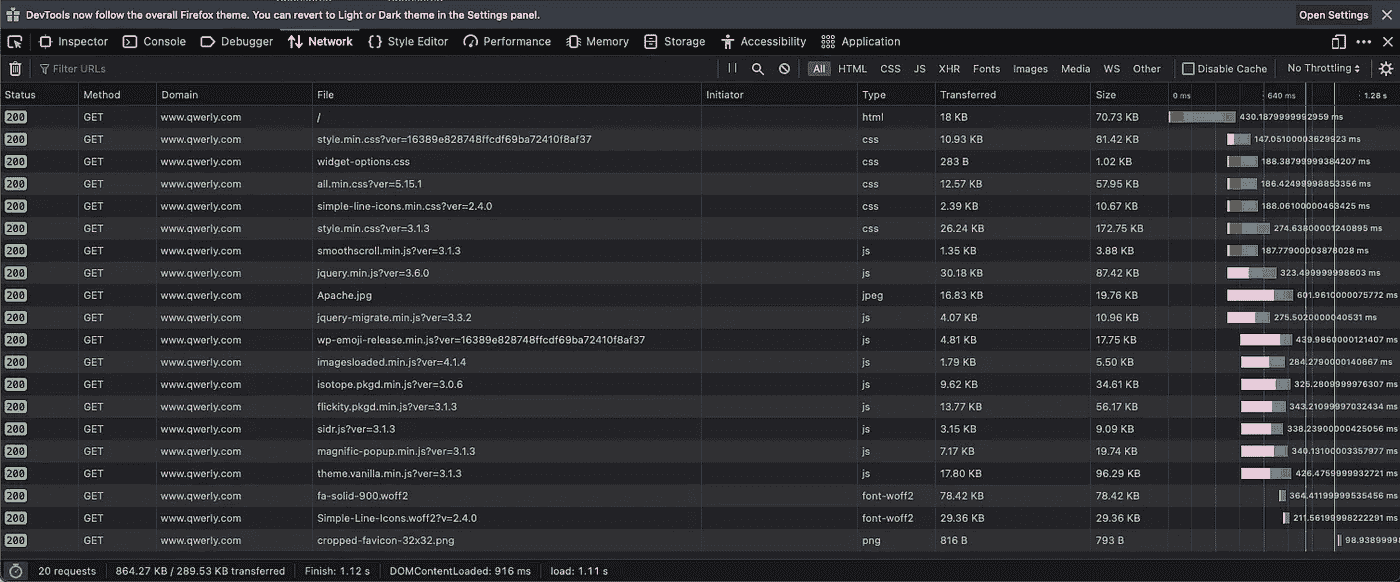 DevTools now follow the overall Firefox theme. You can revert to Light or Dark theme in the Settings panel. Open Settings
Inspector Console Debugger Network Style Editor Performance Memory Storage Accessibility Application
Filter URLs All HTML CSS JS XHR Fonts Images Media WS Other Disable Cache No Throttling
Status Method Domain File Initiator Type Transferred Size 0 ms 640 ms 1.28 s
200 GET www.qwerly.com / html 18 KB 70.73 KB 430.1879999992959 ms
200 GET www.qwerly.com style.min.css?ver=16389e828748ffcdf69ba72410f8af37 css 10.93 KB 81.42 KB 147.05100003629923 ms
200 GET www.qwerly.com widget-options.css css 283 B 1.02 KB 188.38799999384207 ms
200 GET www.qwerly.com all.min.css?ver=5.15.1 css 12.57 KB 57.95 KB 186.42499998853356 ms
200 GET www.qwerly.com simple-line-icons.min.css?ver=2.4.0 css 2.39 KB 10.67 KB 188.06100000463425 ms
200 GET www.qwerly.com style.min.css?ver=3.1.3 css 26.24 KB 172.75 KB 274.63800001240895 ms
200 GET www.qwerly.com smoothscroll.min.js?ver=3.1.3 js 1.35 KB 3.88 KB 187.77900003878028 ms
200 GET www.qwerly.com jquery.min.js?ver=3.6.0 js 30.18 KB 87.42 KB 323.499999998603 ms
200 GET www.qwerly.com Apache.jpg jpeg 16.83 KB 19.76 KB 601.9610000075772 ms
200 GET www.qwerly.com jquery-migrate.min.js?ver=3.3.2 js 4.07 KB 10.96 KB 275.5020000040531 ms
200 GET www.qwerly.com wp-emoji-release.min.js?ver=16389e828748ffcdf69ba72410f8af37 js 4.81 KB 17.75 KB 439.9860000121407 ms
200 GET www.qwerly.com imagesloaded.min.js?ver=4.1.4 js 1.79 KB 5.50 KB 284.2790000140667 ms
200 GET www.qwerly.com isotope.pkgd.min.js?ver=3.0.6 js 9.62 KB 34.61 KB 325.2809999976307 ms
200 GET www.qwerly.com flickity.pkgd.min.js?ver=3.1.3 js 13.77 KB 56.17 KB 343.21099997032434 ms
200 GET www.qwerly.com sidr.js?ver=3.1.3 js 3.15 KB 9.09 KB 338.23900000425056 ms
200 GET www.qwerly.com magnific-popup.min.js?ver=3.1.3 js 7.17 KB 19.74 KB 340.13100003357977 ms
200 GET www.qwerly.com theme.vanilla.min.js?ver=3.1.3 js 17.80 KB 96.29 KB 426.4759999932721 ms
200 GET www.qwerly.com fa-solid-900.woff2 font-woff2 78.42 KB 78.42 KB 364.41199999535456 ms
200 GET www.qwerly.com Simple-Line-Icons.woff2?v=2.4.0 font-woff2 29.36 KB 29.36 KB 211.56199998222291 ms
200 GET www.qwerly.com cropped-favicon-32x32.png png 816 B 793 B 98.93899998
20 requests 864.27 KB / 289.53 KB transferred Finish: 1.12 s DOMContentLoaded: 916 ms load: 1.11 s